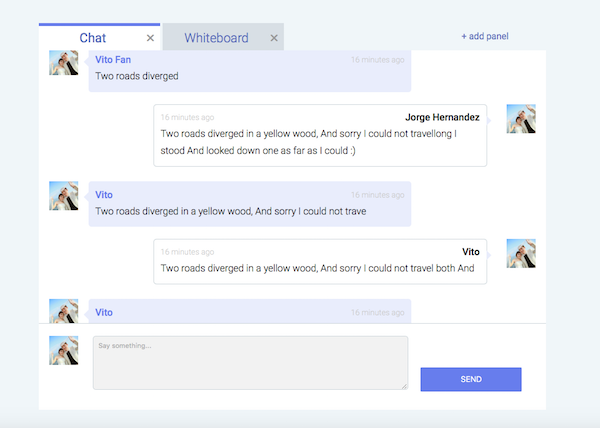 Chat ×
Whiteboard ×
+ add panel
Vito Fan 16 minutes ago
Two roads diverged
16 minutes ago Jorge Hernandez
Two roads diverged in a yellow wood, And sorry I could not travellong I
stood And looked down one as far as I could :)
Vito 16 minutes ago
Two roads diverged in a yellow wood, And sorry I could not trave
16 minutes ago Vito
Two roads diverged in a yellow wood, And sorry I could not travel both And
Vito 16 minutes ago
Say something...
SEND